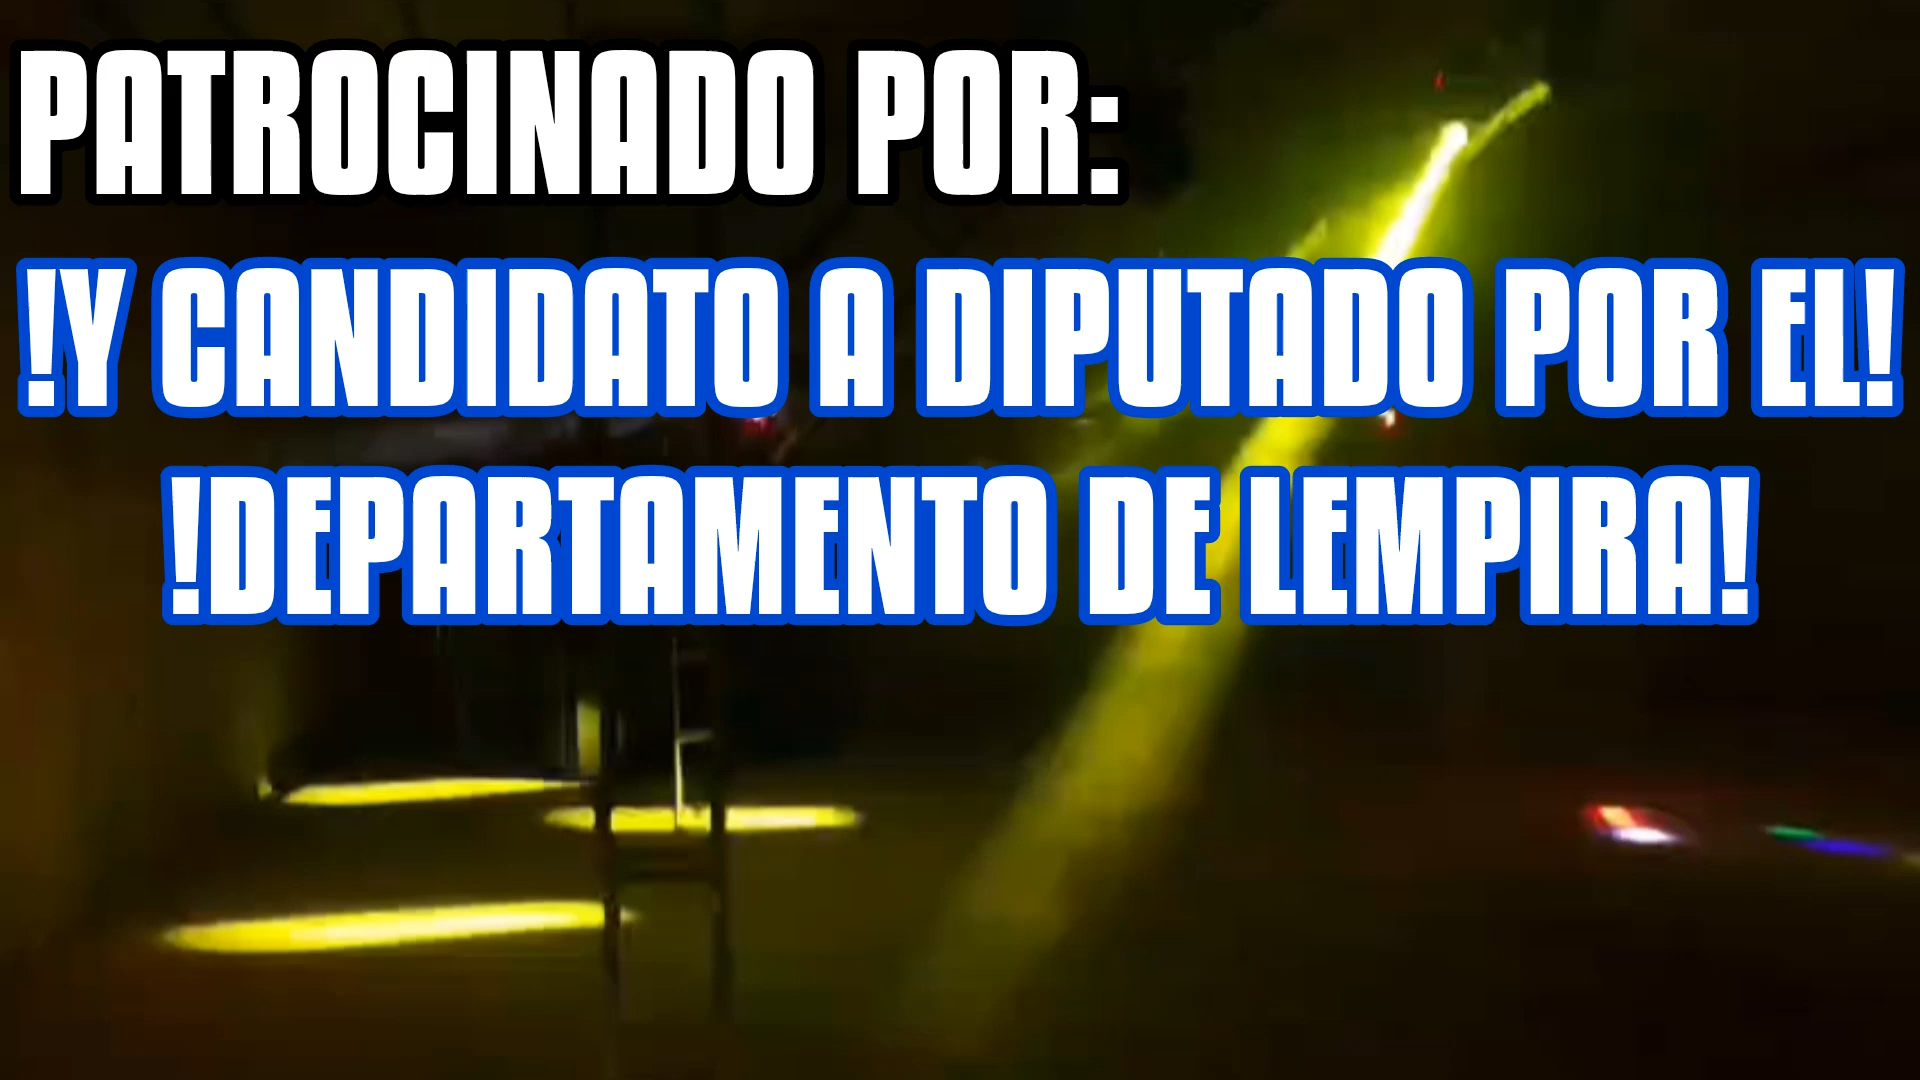 PATROCINADO POR:
!Y CANDIDATO A DIPUTADO POR EL!
!DEPARTAMENTO DE LEMPIRA!